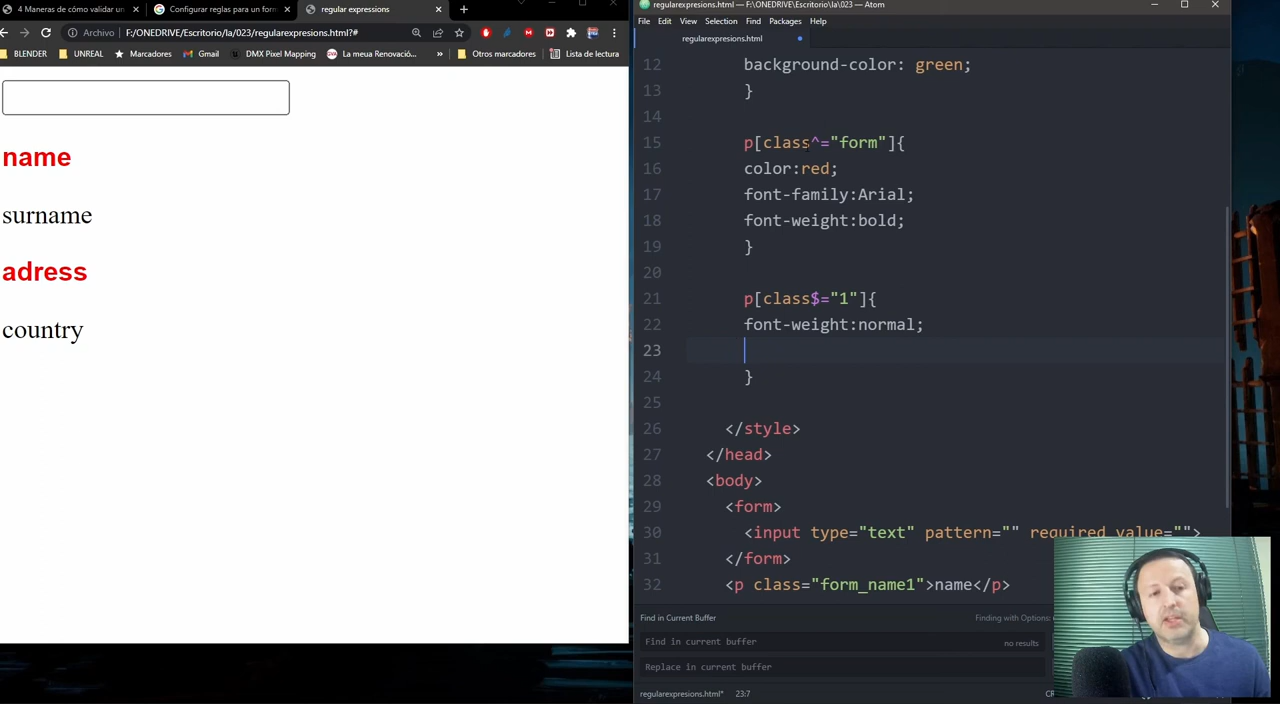 4 Maneras de cómo validar un
Configurar reglas para un form
regular expressions
Archivo F:/ONEDRIVE/Escritorio/Ia/023/regularexpresions.html?#
BLENDER UNREAL Marcadores Gmail DMX Pixel Mapping La meua Renovació... » Otros marcadores Lista de lectura
name
surname
adress
country
regularexpresions.html — F:\ONEDRIVE\Escritorio\Ia\023 — Atom
File Edit View Selection Find Packages Help
regularexpresions.html
12 background-color: green;
13 }
14
15 p[class^="form"]{
16 color:red;
17 font-family:Arial;
18 font-weight:bold;
19 }
20
21 p[class$="1"]{
22 font-weight:normal;
23
24 }
25
26 </style>
27 </head>
28 <body>
29 <form>
30 <input type="text" pattern="" required value="">
31 </form>
32 <p class="form_name1">name</p>
Find in Current Buffer Finding with Options:
Find in current buffer no results
Replace in current buffer
regularexpresions.html* 23:7